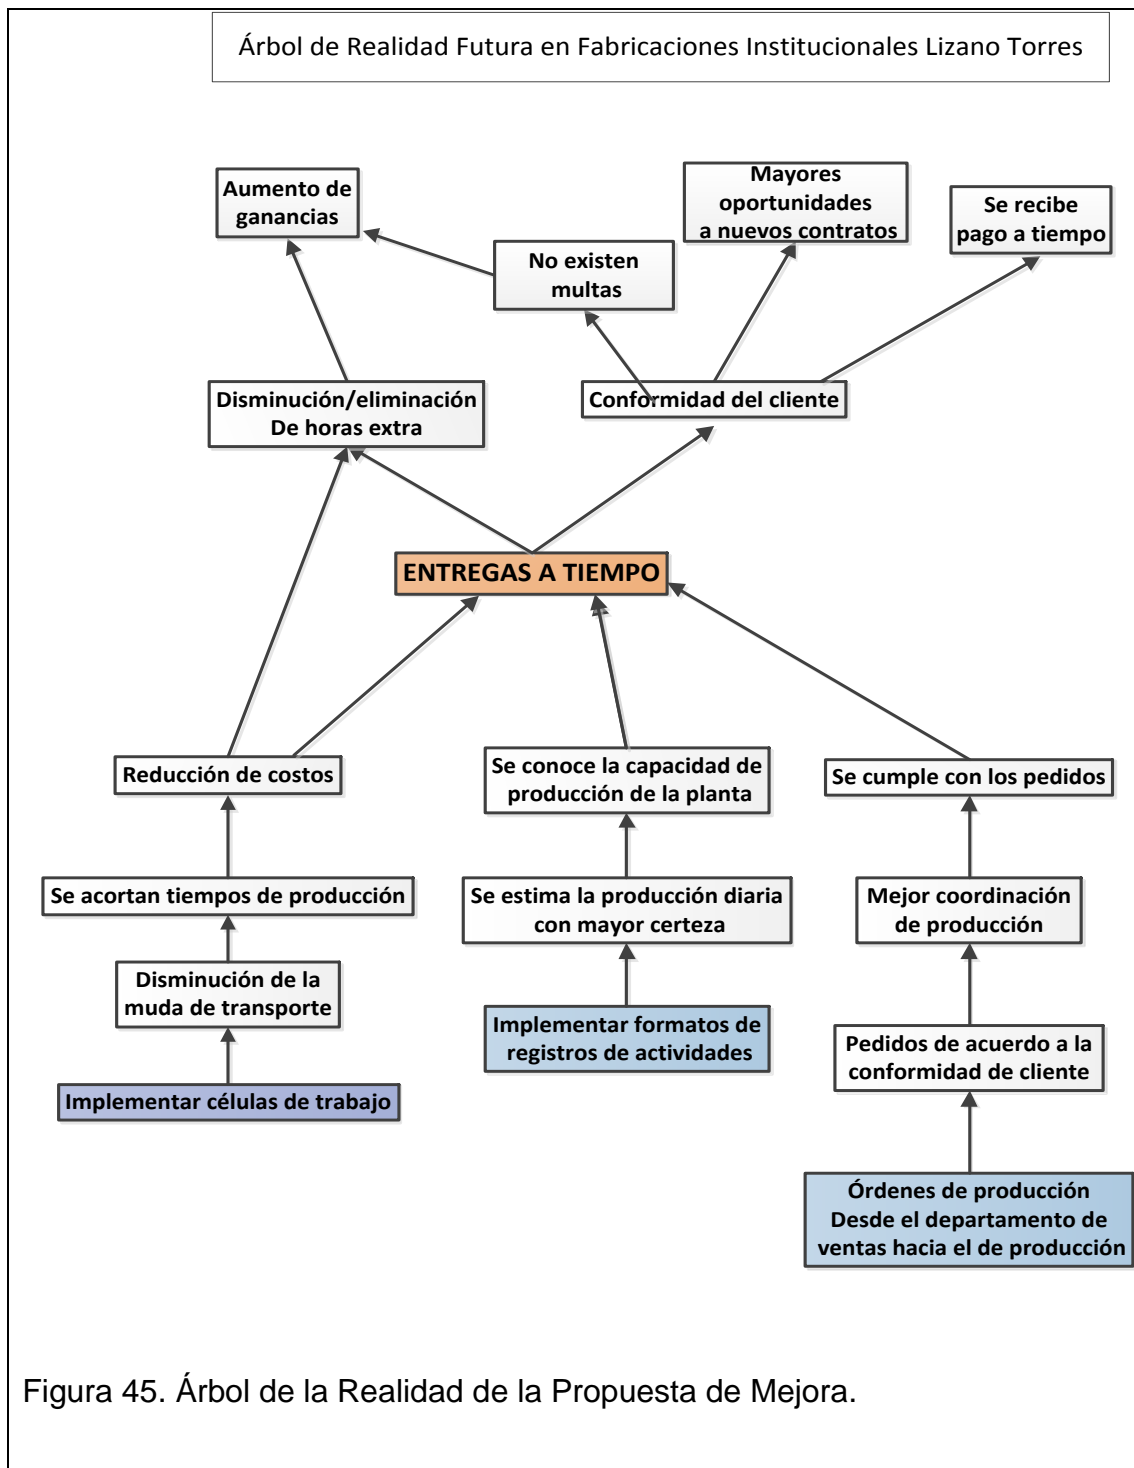 Árbol de Realidad Futura en Fabricaciones Institucionales Lizano Torres
Aumento de
ganancias
Mayores
oportunidades
a nuevos contratos
Se recibe
pago a tiempo
No existen
multas
Disminución/eliminación
De horas extra
Conformidad del cliente
ENTREGAS A TIEMPO
Reducción de costos
Se conoce la capacidad de
producción de la planta
Se cumple con los pedidos
Se acortan tiempos de producción
Se estima la producción diaria
con mayor certeza
Mejor coordinación
de producción
Disminución de la
muda de transporte
Implementar formatos de
registros de actividades
Pedidos de acuerdo a la
conformidad de cliente
Implementar células de trabajo
Órdenes de producción
Desde el departamento de
ventas hacia el de producción
Figura 45. Árbol de la Realidad de la Propuesta de Mejora.